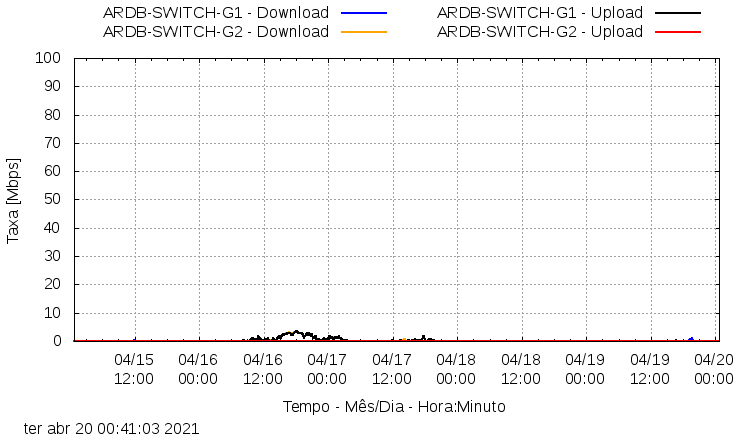 ARDB-SWITCH-G1 - Download ARDB-SWITCH-G1 - Upload
ARDB-SWITCH-G2 - Download ARDB-SWITCH-G2 - Upload
100
90
80
70
60
50
40
30
20
10
0
Taxa [Mbps]
04/15 04/16 04/16 04/17 04/17 04/18 04/18 04/19 04/19 04/20
12:00 00:00 12:00 00:00 12:00 00:00 12:00 00:00 12:00 00:00
Tempo - Mês/Dia - Hora:Minuto
ter abr 20 00:41:03 2021